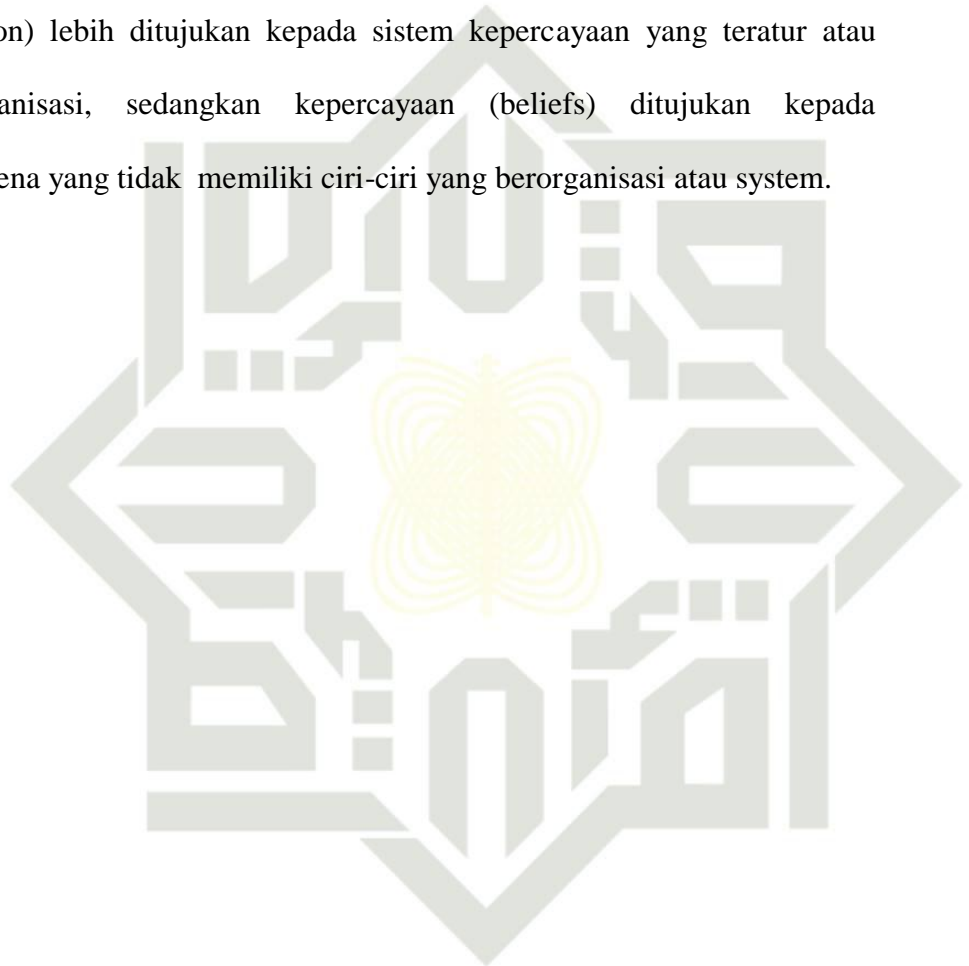 on) lebih ditujukan kepada sistem kepercayaan yang teratur atau
anisasi, sedangkan kepercayaan (beliefs) ditujukan kepada
ena yang tidak memiliki ciri-ciri yang berorganisasi atau system.